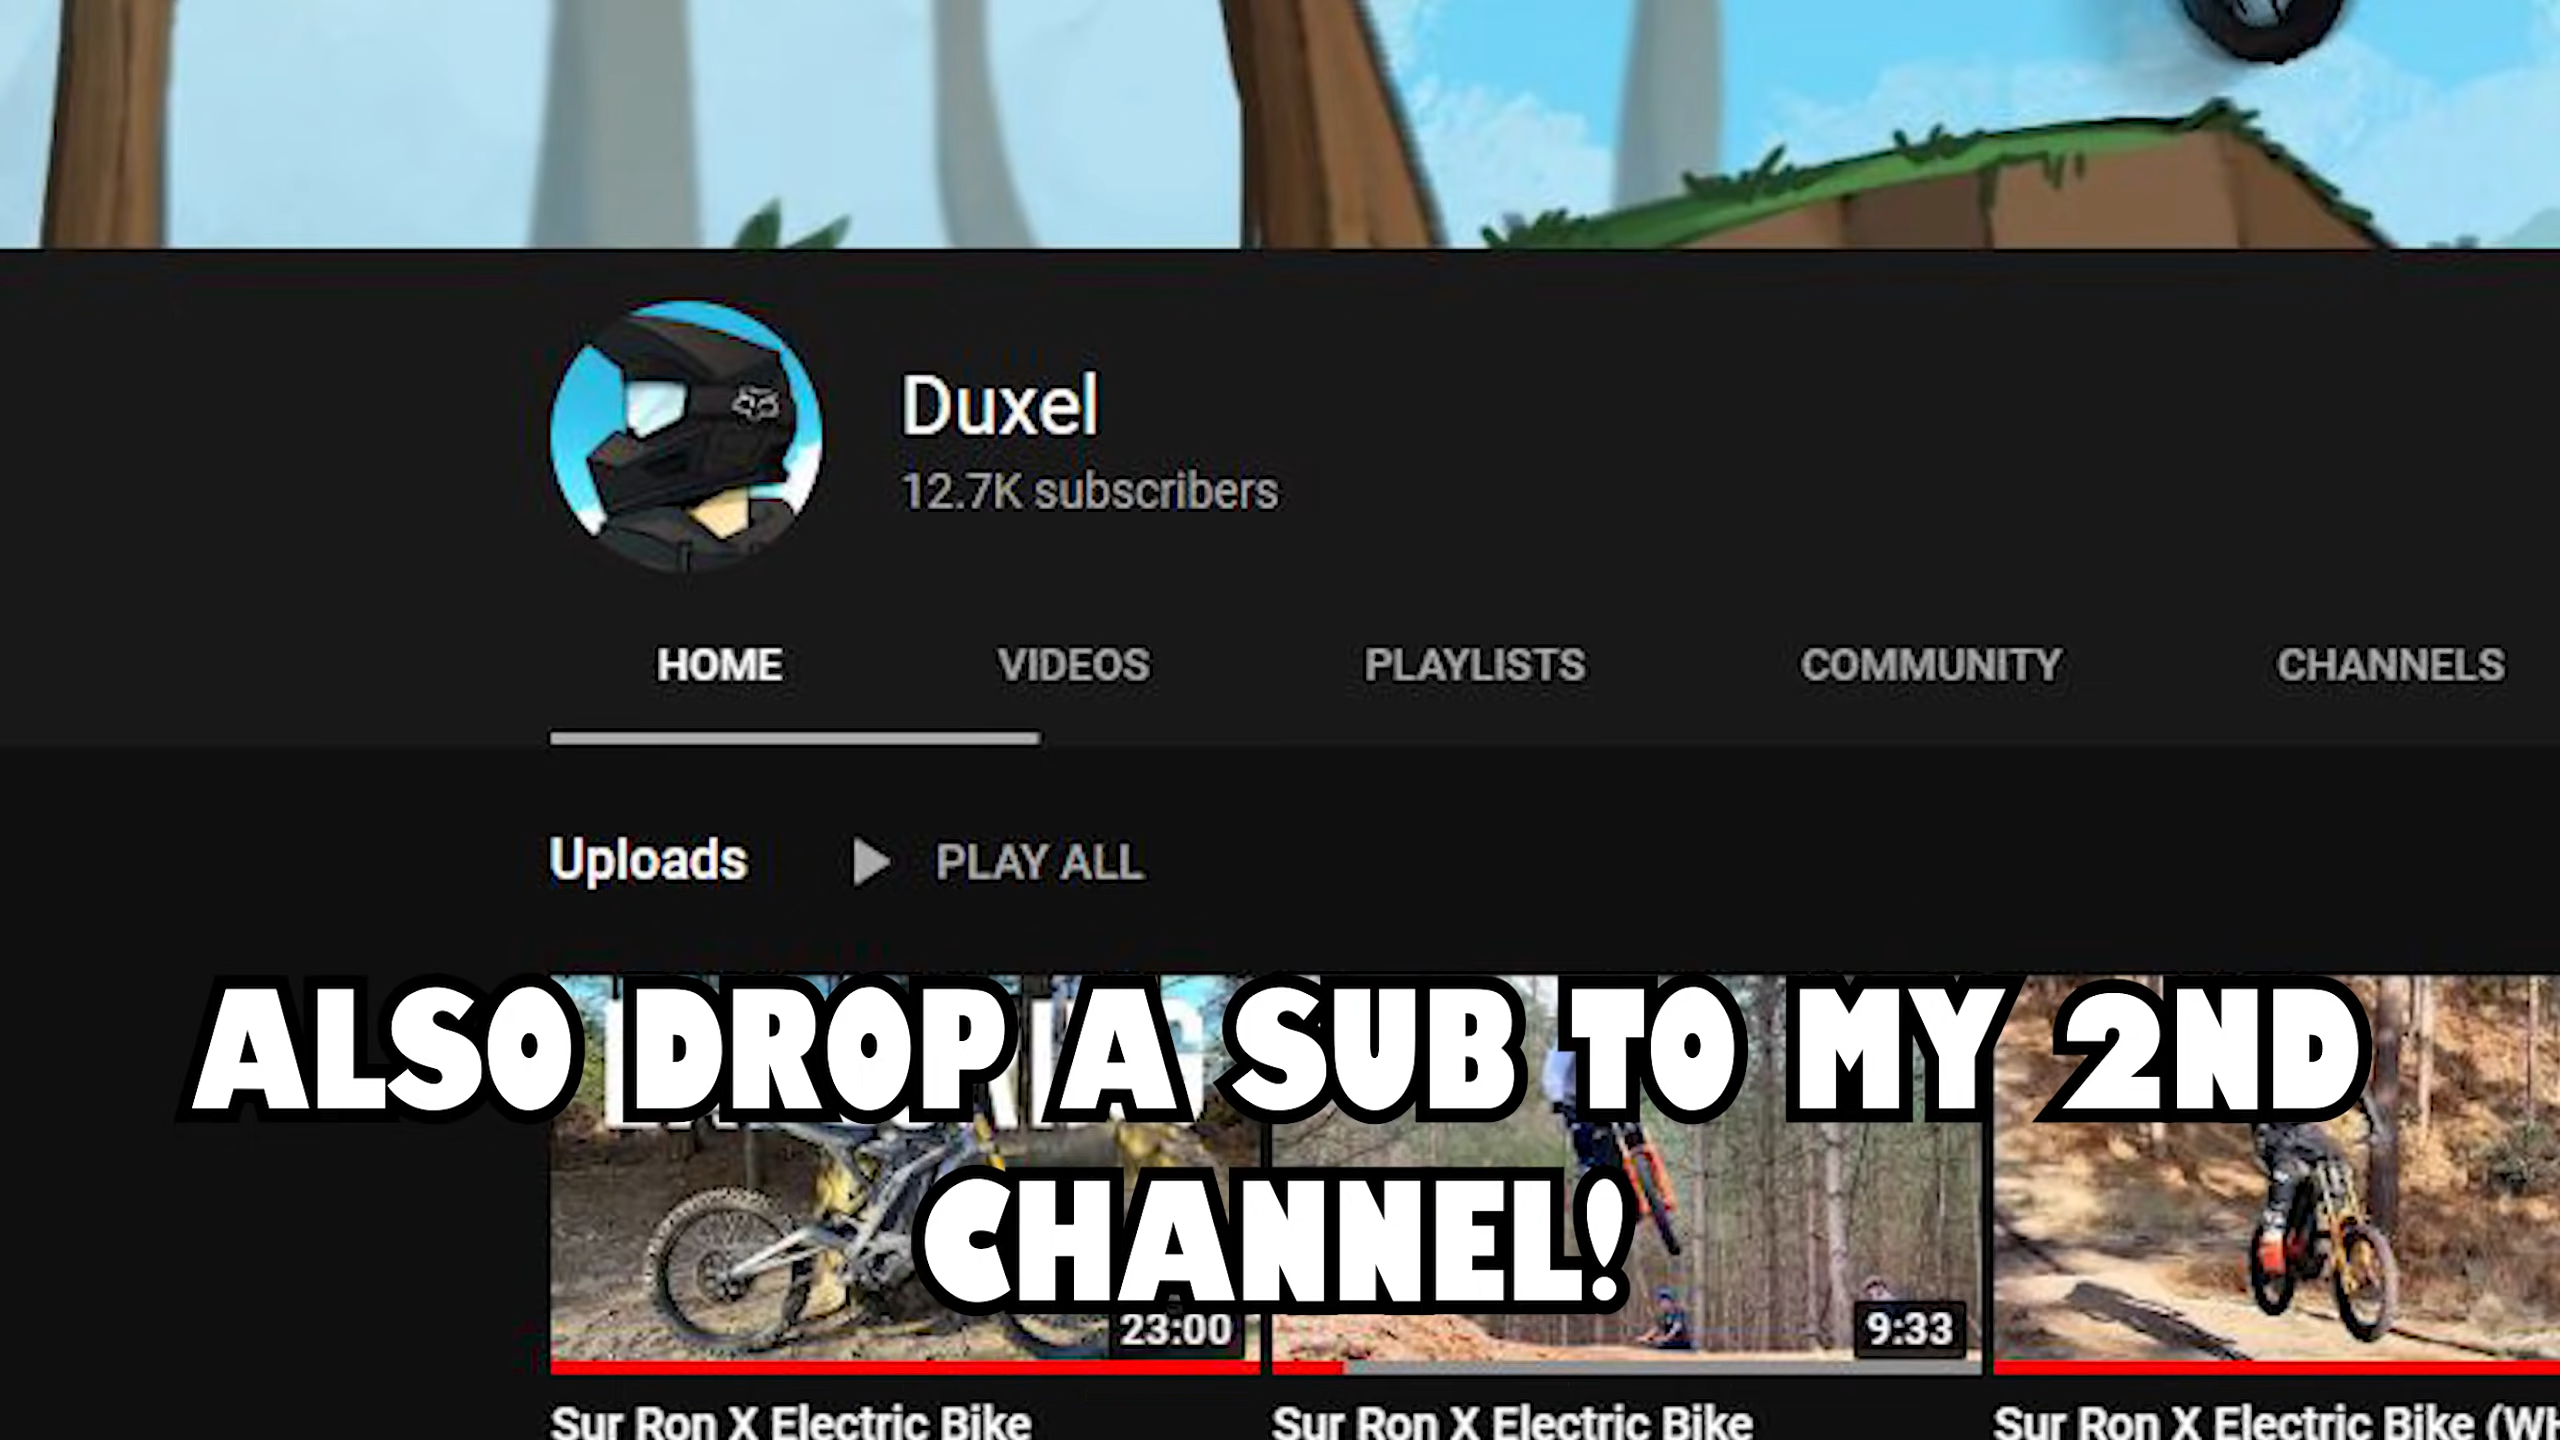 Duxel
12.7K subscribers
HOME VIDEOS PLAYLISTS COMMUNITY CHANNELS
Uploads PLAY ALL
ALSO DROP A SUB TO MY 2ND
CHANNEL!
23:00 9:33
Sur Ron X Electric Bike Sur Ron X Electric Bike Sur Ron X Electric Bike